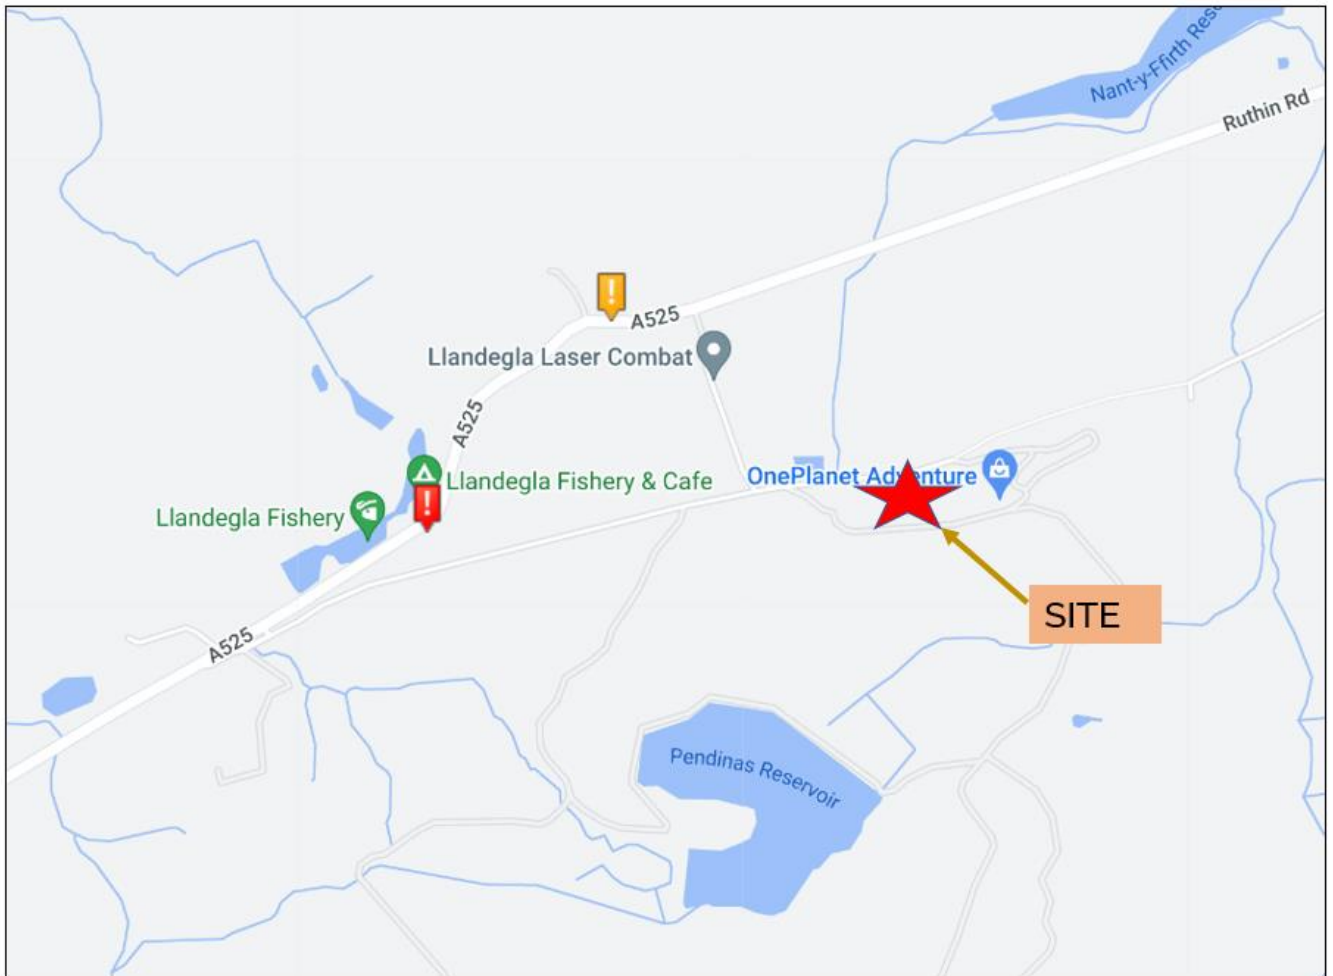 Nant-y-Ffirth Rese
Ruthin Rd
!
A525
Llandegla Laser Combat
A525
OnePlanet Adventure
Llandegla Fishery & Cafe
!
Llandegla Fishery
SITE
A525
Pendinas Reservoir